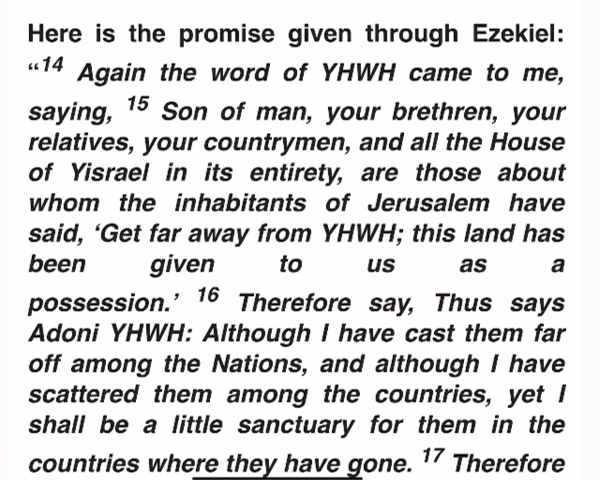 Here is the promise given through Ezekiel:
“14 Again the word of YHWH came to me,
saying, 15 Son of man, your brethren, your
relatives, your countrymen, and all the House
of Yisrael in its entirety, are those about
whom the inhabitants of Jerusalem have
said, ‘Get far away from YHWH; this land has
been given to us as a
possession.’ 16 Therefore say, Thus says
Adoni YHWH: Although I have cast them far
off among the Nations, and although I have
scattered them among the countries, yet I
shall be a little sanctuary for them in the
countries where they have gone. 17 Therefore